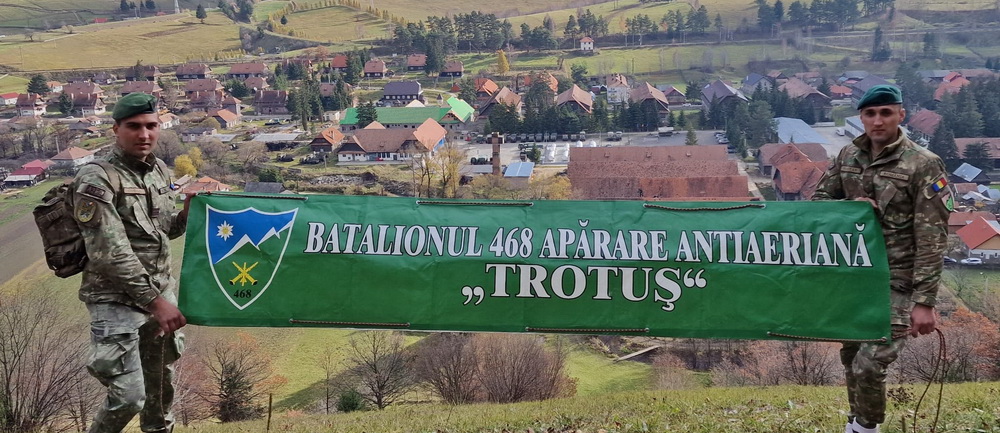 BATALIONUL 468 APĂRARE ANTIAERIANĂ
„TROTUŞ“
468